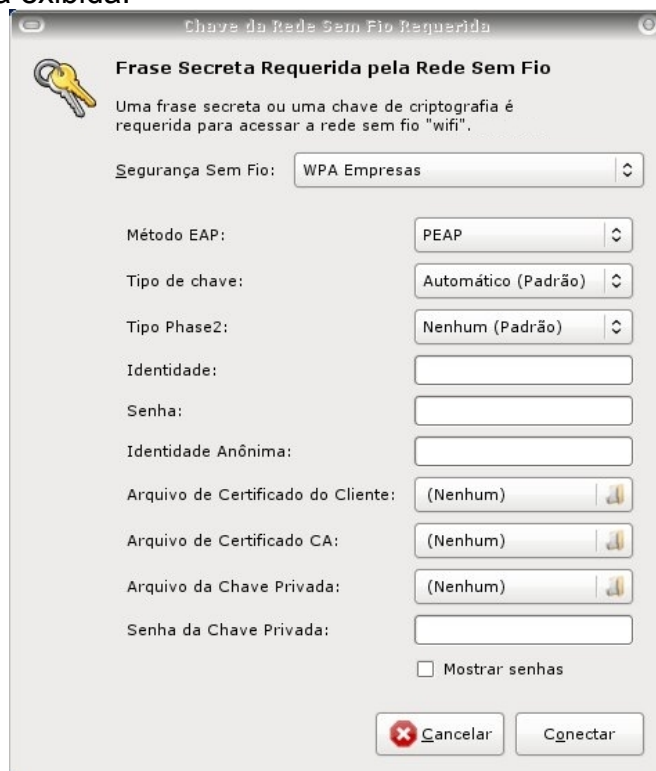 a exibida:
Chave da Rede Sem Fio Requerida
Frase Secreta Requerida pela Rede Sem Fio
Uma frase secreta ou uma chave de criptografia é
requerida para acessar a rede sem fio "wifi".
Segurança Sem Fio: WPA Empresas
Método EAP: PEAP
Tipo de chave: Automático (Padrão)
Tipo Phase2: Nenhum (Padrão)
Identidade:
Senha:
Identidade Anônima:
Arquivo de Certificado do Cliente: (Nenhum)
Arquivo de Certificado CA: (Nenhum)
Arquivo da Chave Privada: (Nenhum)
Senha da Chave Privada:
Mostrar senhas
Cancelar Conectar